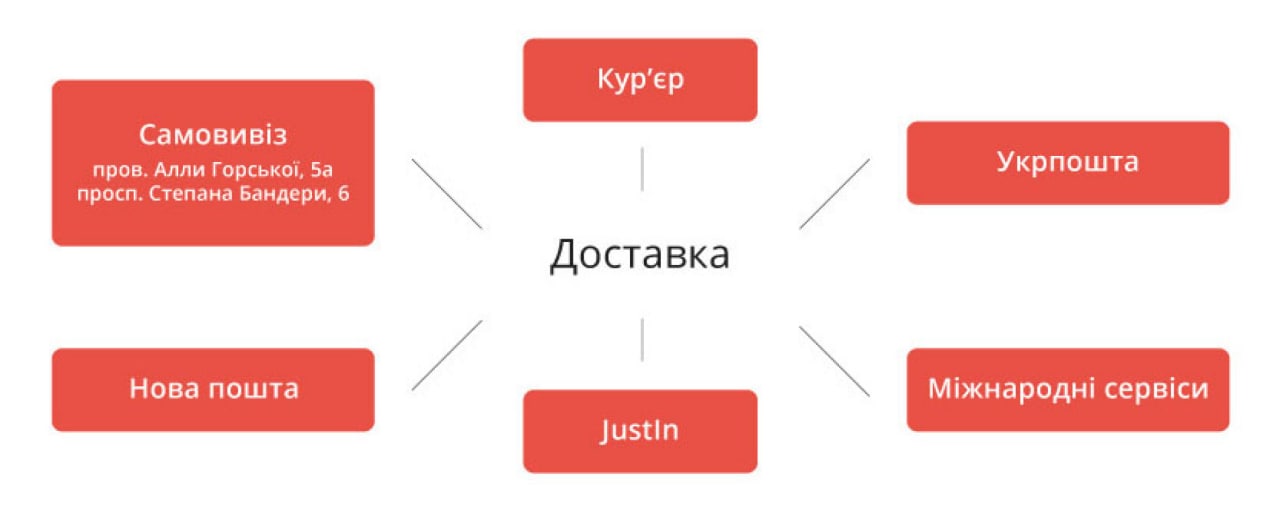 Кур’єр
Самовивіз
пров. Алли Горської, 5а
просп. Степана Бандери, 6
Укрпошта
Доставка
Нова пошта
Міжнародні сервіси
JustIn